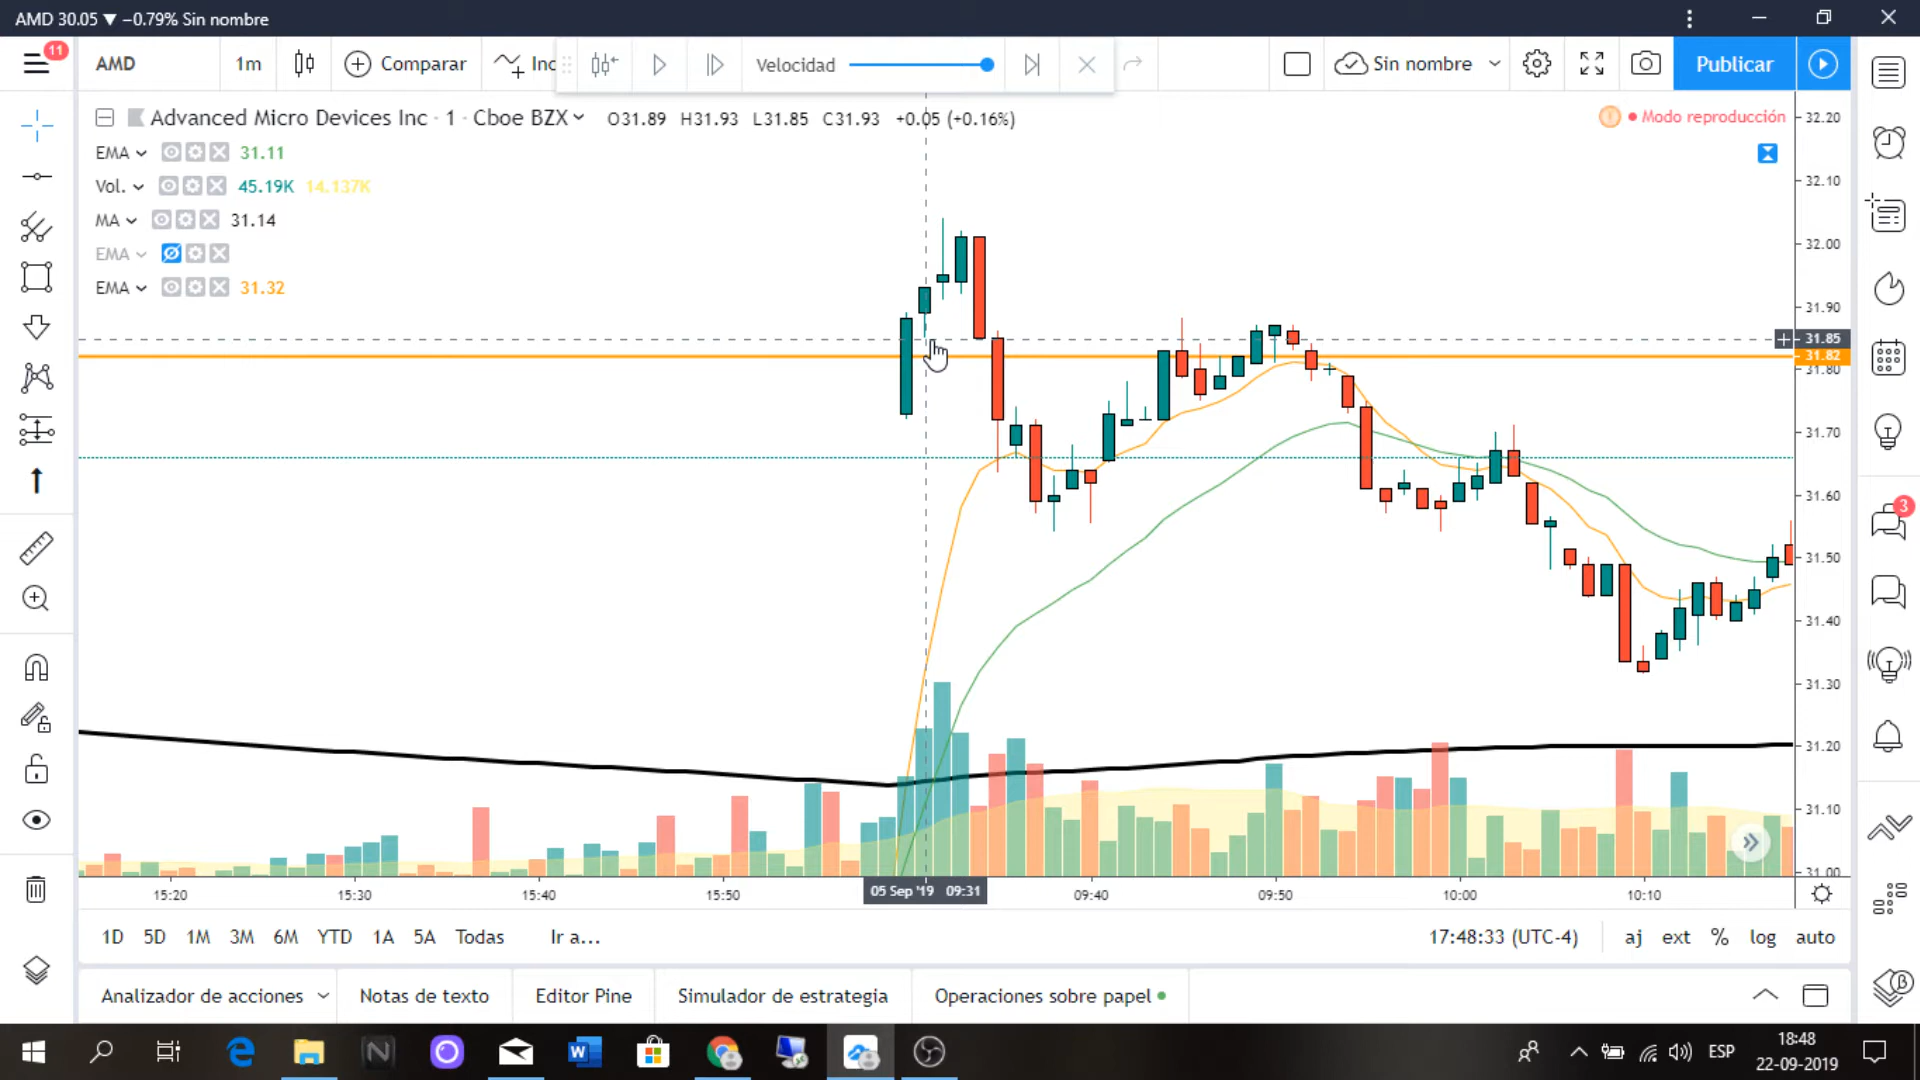 AMD 30.05 ▼ −0.79% Sin nombre
11
AMD
1m
Comparar
Inc
Velocidad
Sin nombre
Publicar
Advanced Micro Devices Inc · 1 · Cboe BZX
O31.89 H31.93 L31.85 C31.93 +0.05 (+0.16%)
Modo reproducción
EMA 31.11
Vol. 45.19K 14.137K
MA 31.14
EMA
EMA 31.32
32.20
32.10
32.00
31.90
31.85
31.82
31.80
31.70
31.60
31.50
31.40
31.30
31.20
31.10
31.00
3
15:20
15:30
15:40
15:50
05 Sep '19 09:31
09:40
09:50
10:00
10:10
1D 5D 1M 3M 6M YTD 1A 5A Todas Ir a...
17:48:33 (UTC-4) aj ext % log auto
Analizador de acciones
Notas de texto
Editor Pine
Simulador de estrategia
Operaciones sobre papel
ESP
18:48
22-09-2019